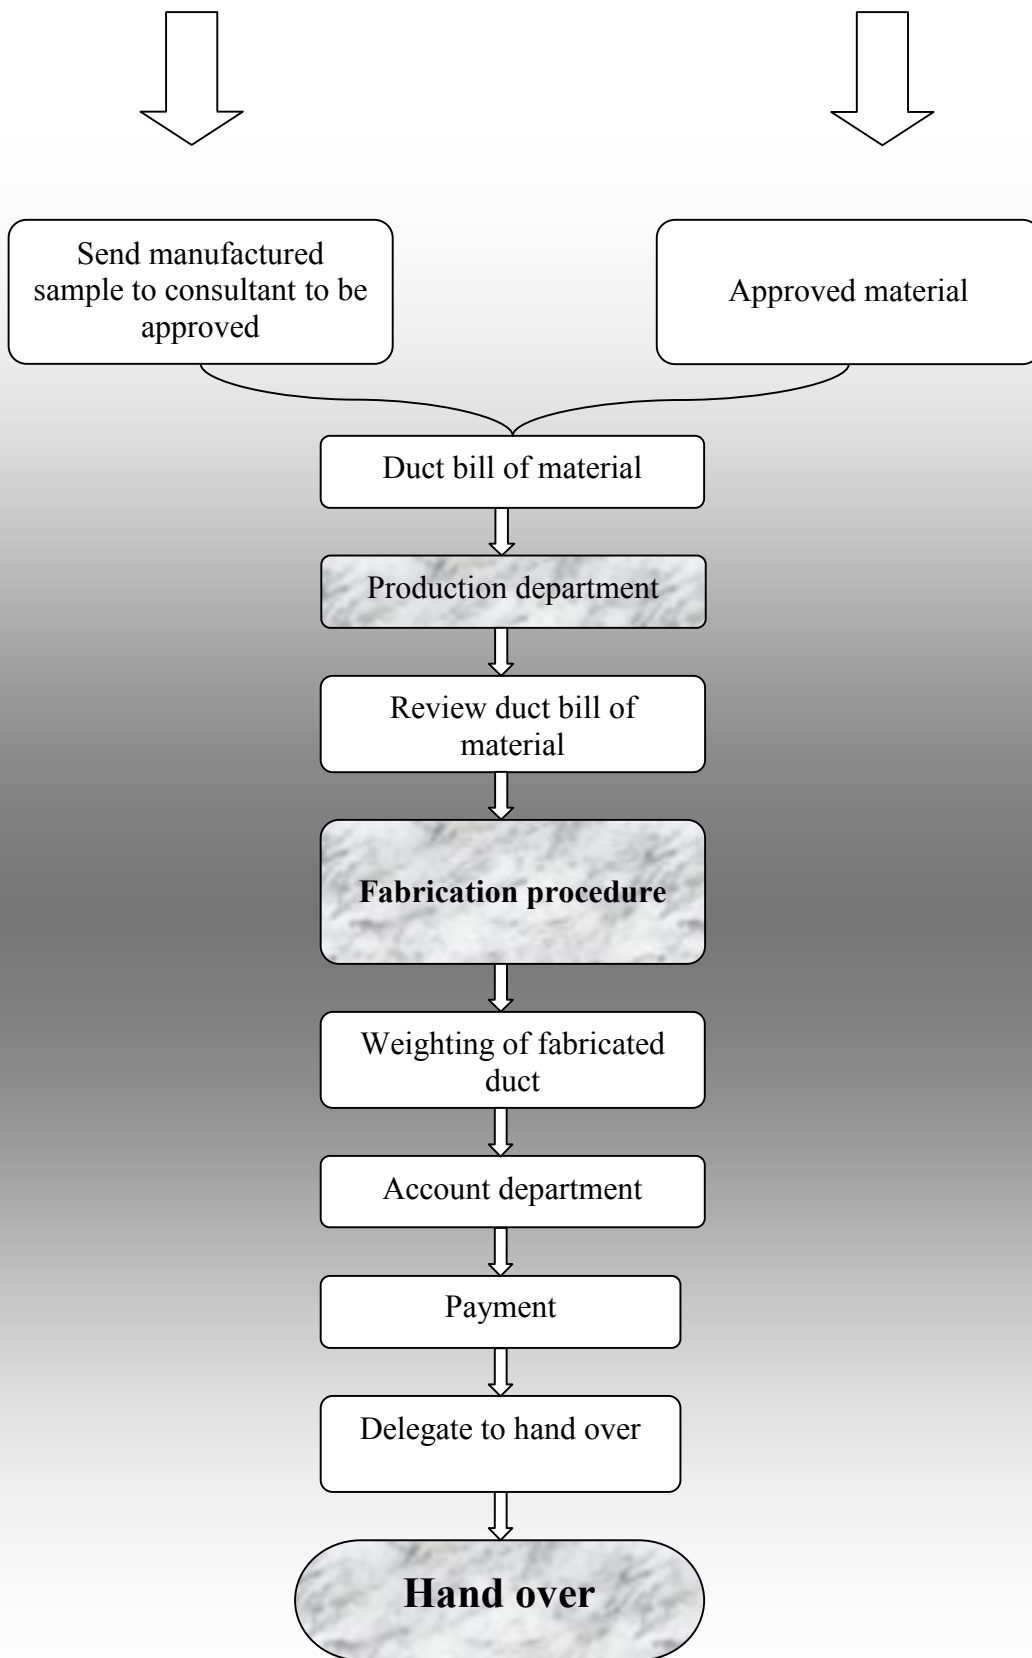 Send manufactured
sample to consultant to be
approved
Approved material
Duct bill of material
Production department
Review duct bill of
material
Fabrication procedure
Weighting of fabricated
duct
Account department
Payment
Delegate to hand over
Hand over